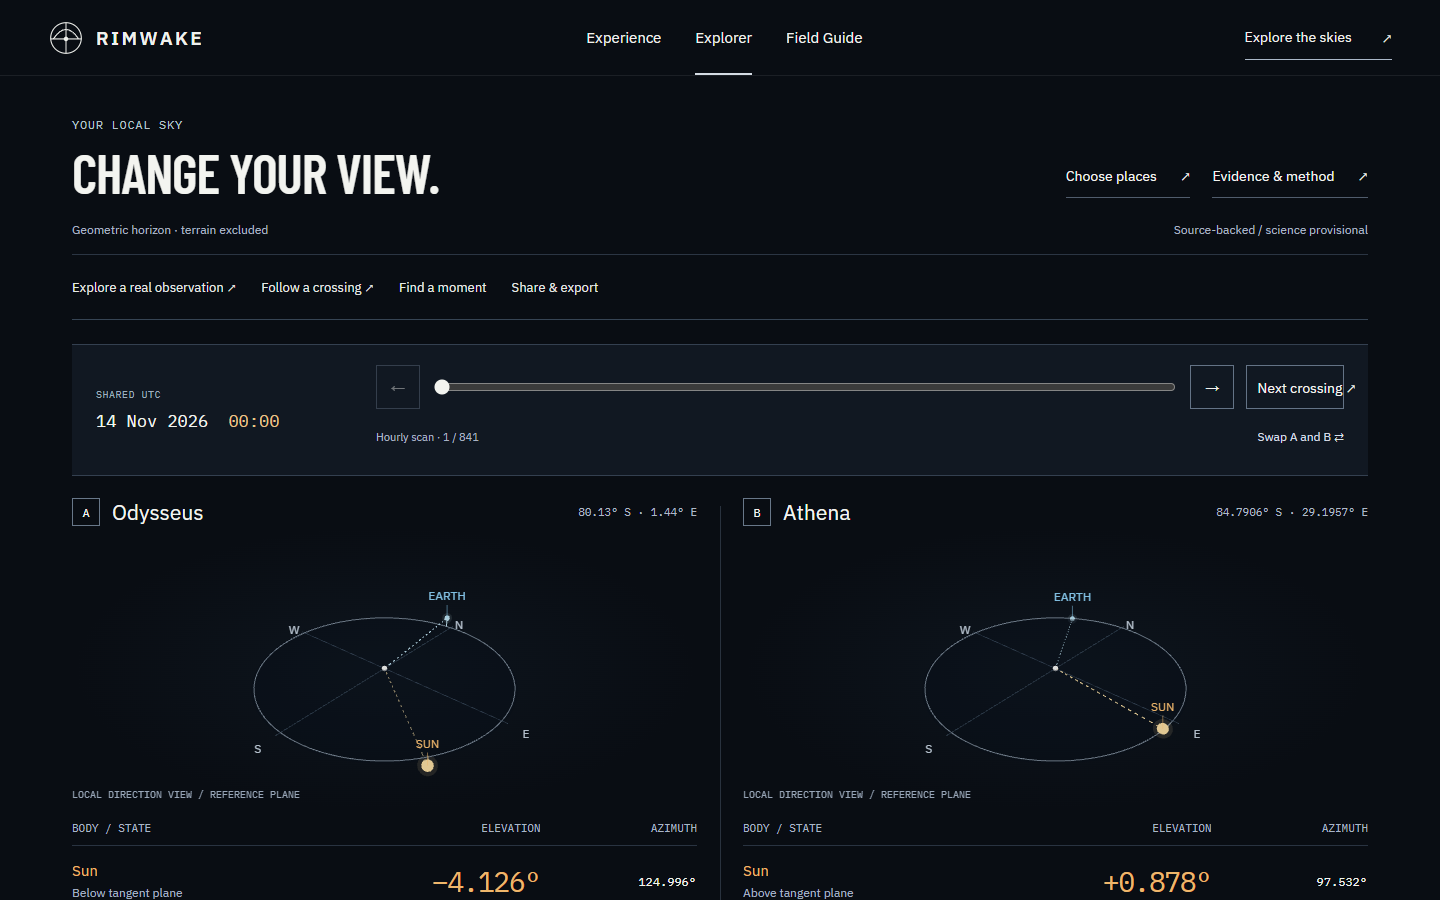 RIMWAKE
Experience
Explorer
Field Guide
Explore the skies ↗
YOUR LOCAL SKY
CHANGE YOUR VIEW.
Choose places ↗
Evidence & method ↗
Geometric horizon · terrain excluded
Source-backed / science provisional
Explore a real observation ↗
Follow a crossing ↗
Find a moment
Share & export
SHARED UTC
14 Nov 2026 00:00
←
→
Next crossing ↗
Hourly scan · 1 / 841
Swap A and B ⇄
A Odysseus
80.13° S · 1.44° E
EARTH
W
N
SUN
E
S
LOCAL DIRECTION VIEW / REFERENCE PLANE
BODY / STATE ELEVATION AZIMUTH
Sun
Below tangent plane
−4.126° 124.996°
B Athena
84.7906° S · 29.1957° E
EARTH
W
N
SUN
E
S
LOCAL DIRECTION VIEW / REFERENCE PLANE
BODY / STATE ELEVATION AZIMUTH
Sun
Above tangent plane
+0.878° 97.532°